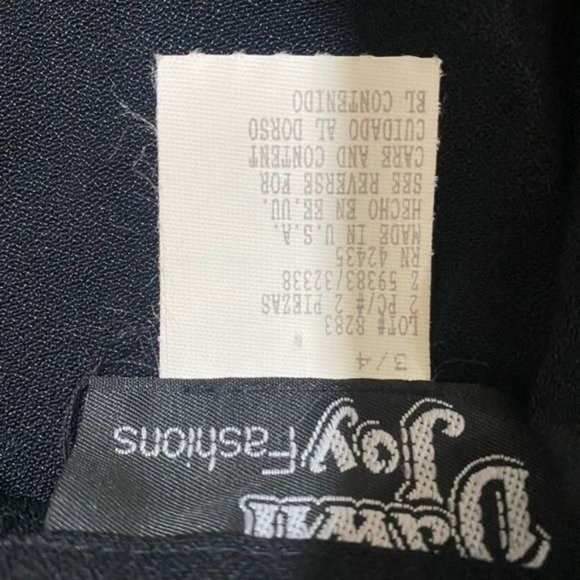 Dawn
Joy Fashions
3/4
LOT# 8283
2 PC/# 2 PIEZAS
2 59383/32338
RN 42435
MADE IN U.S.A.
HECHO EN EE.UU.
SEE REVERSE FOR
CARE AND CONTENT
CUIDADO AL DORSO
EL CONTENIDO